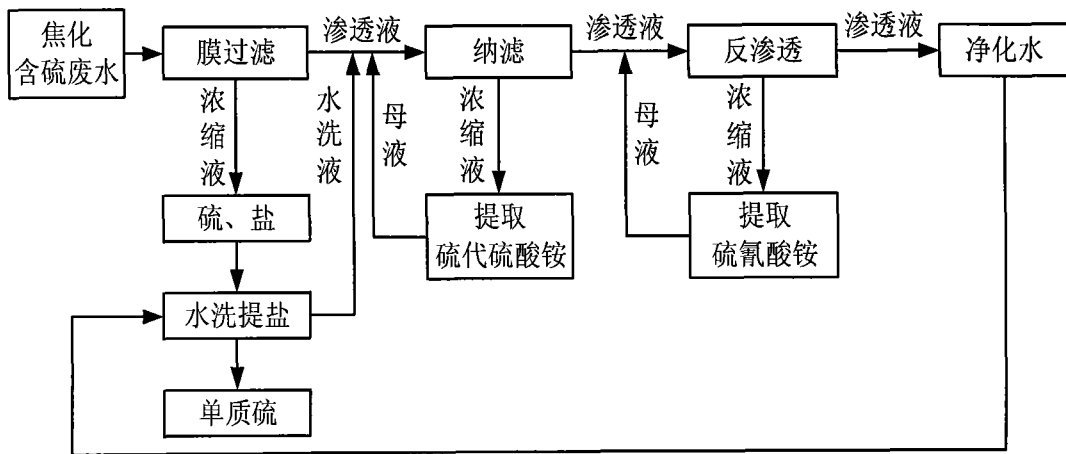 焦化
含硫废水
膜过滤
渗透液
纳滤
渗透液
反渗透
渗透液
净化水
浓缩液
水洗液
母液
浓缩液
母液
浓缩液
硫、盐
提取
硫代硫酸铵
提取
硫氰酸铵
水洗提盐
单质硫